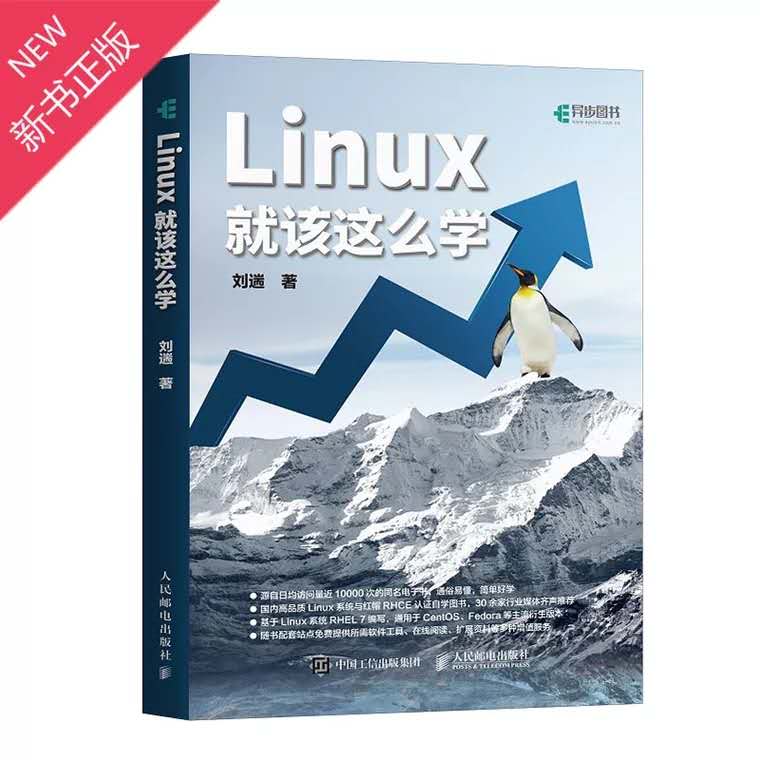 NEW
新书正版
异步图书
www.epubit.com.cn
Linux
就该这么学
刘遄 著
Linux 就该这么学
刘遄 著
人民邮电出版社
源自日均访问量近 10000 次的同名电子书，通俗易懂，简单好学
国内高品质 Linux 系统与红帽 RHCE 认证自学图书，30 余家行业媒体齐声推荐
基于 Linux 系统 RHEL 7 编写，通用于 CentOS、Fedora 等主流衍生版本
随书配套站点免费提供所需软件工具、在线阅读、扩展资料等多种增值服务
中国工信出版集团
人民邮电出版社
POSTS & TELECOM PRESS